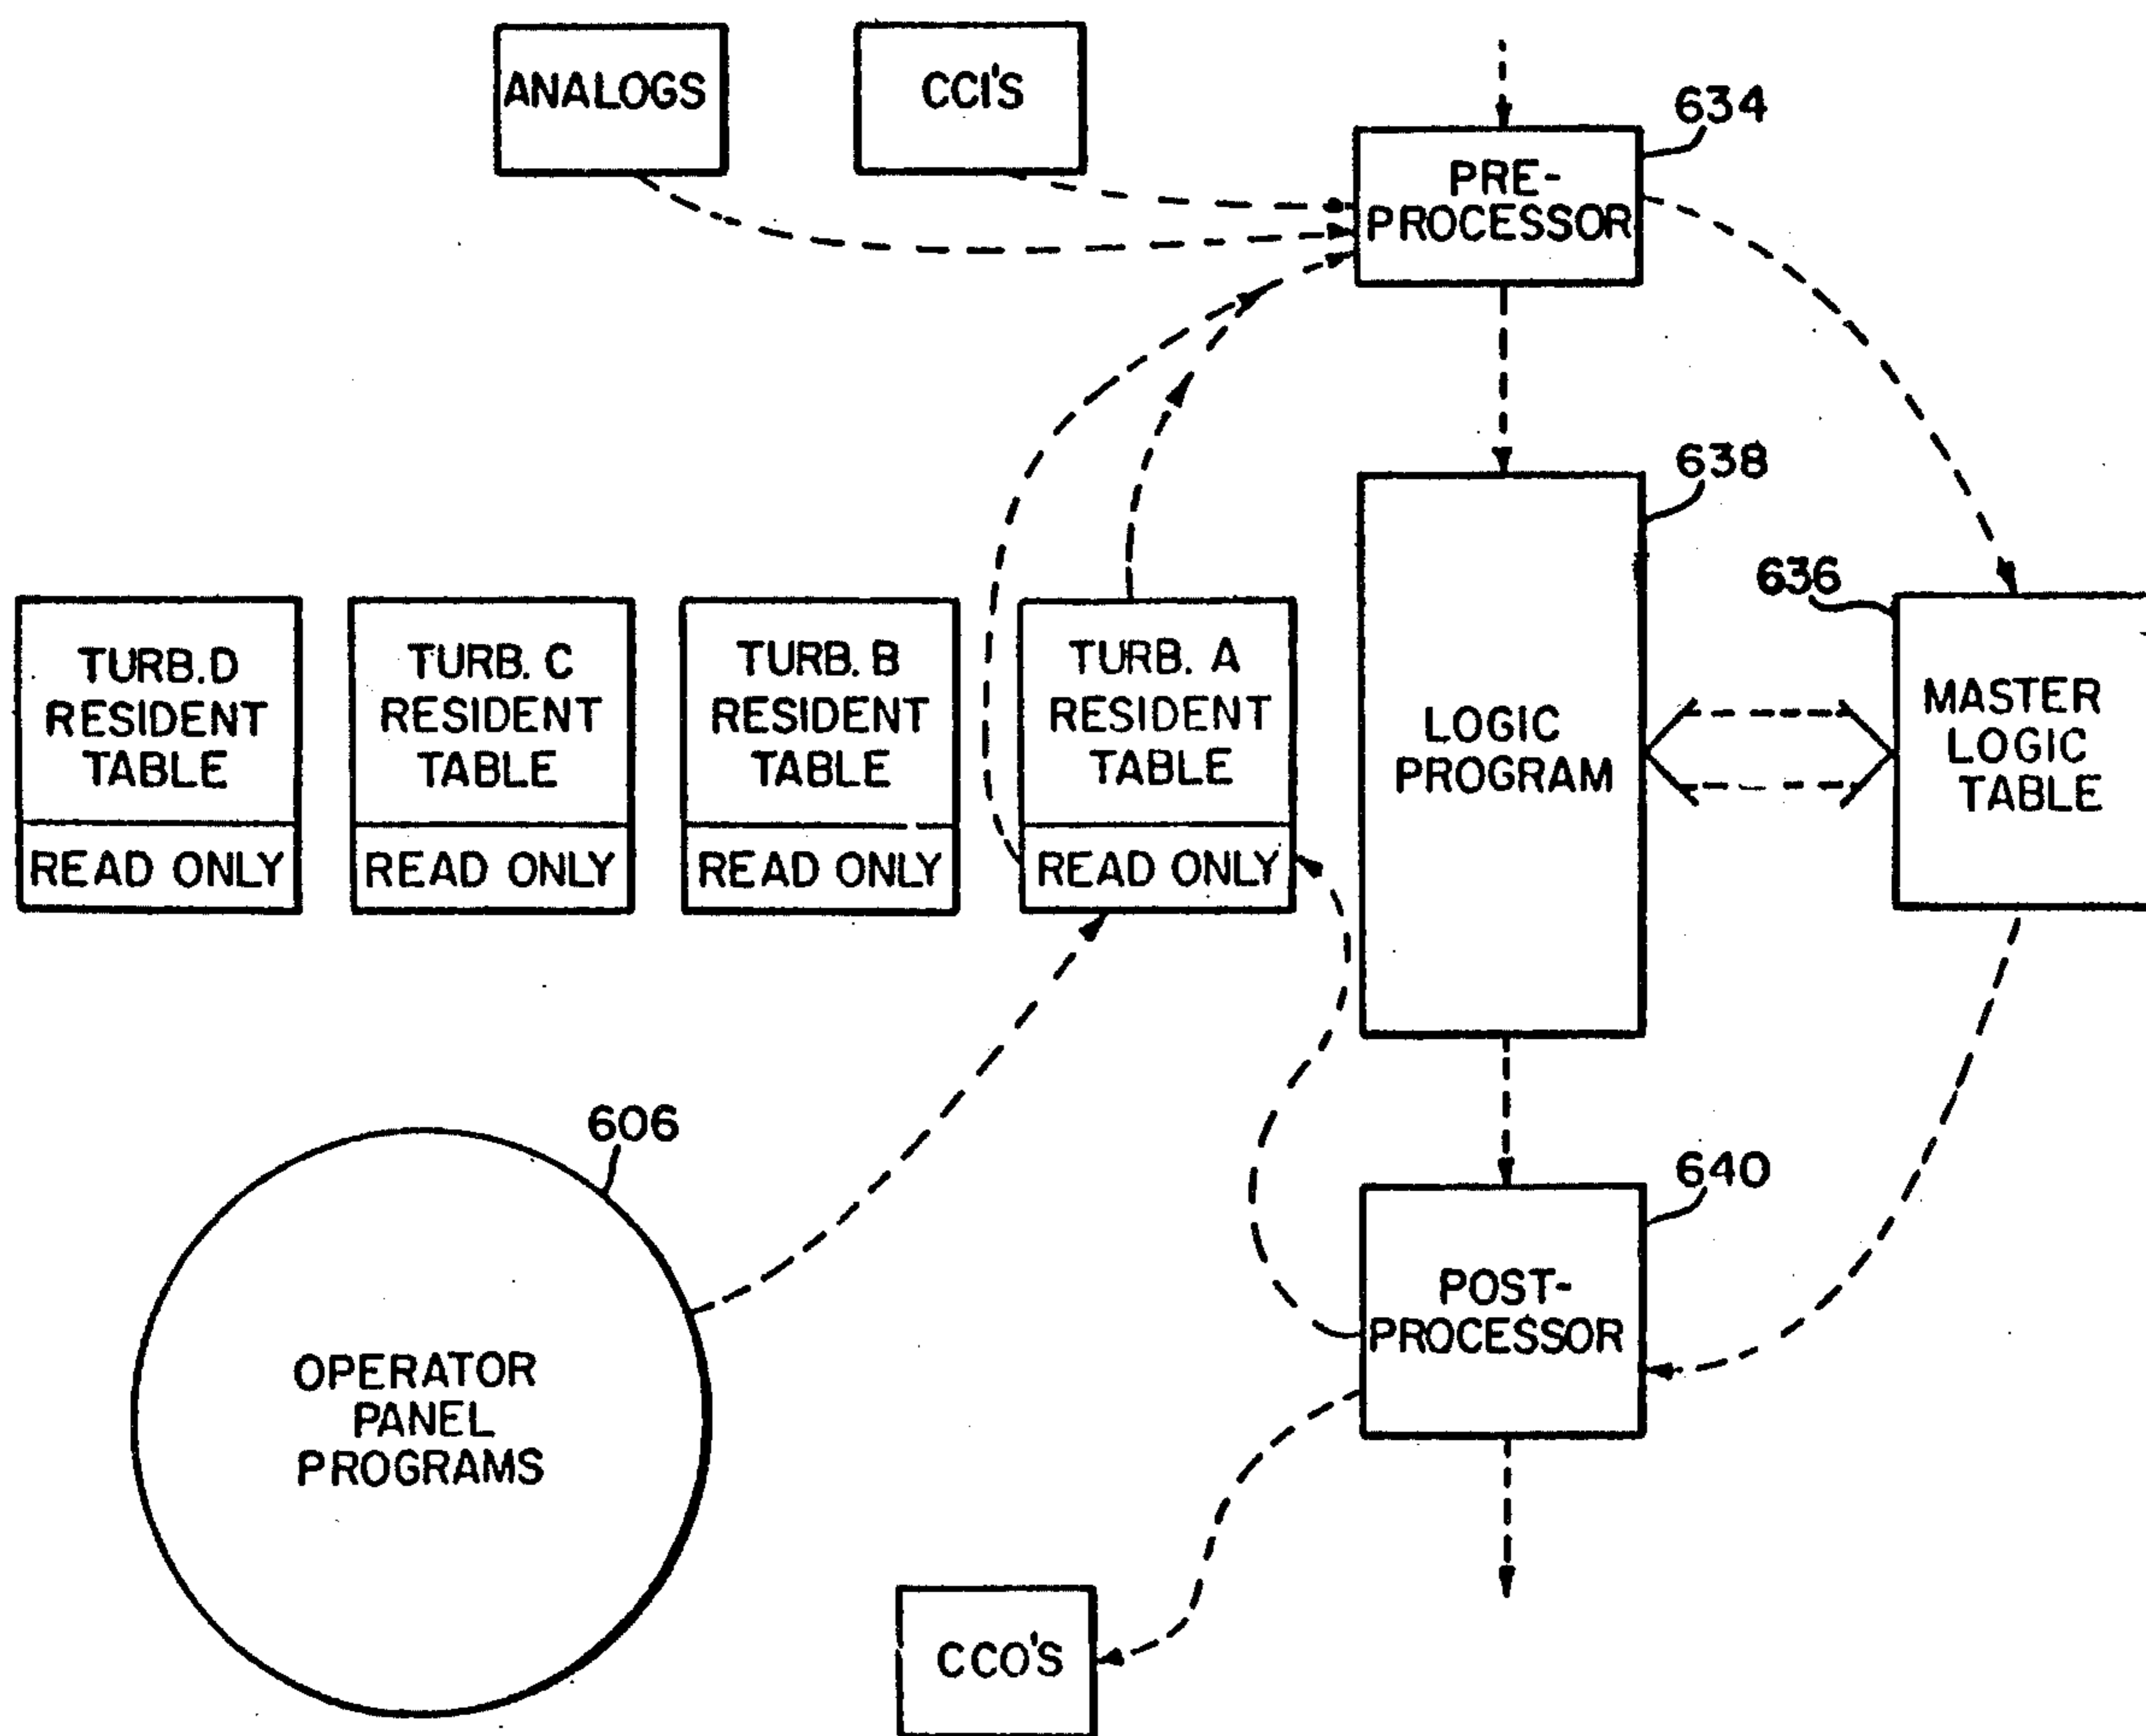 ANALOGS
CCI'S
634
PRE-
PROCESSOR
638
636
TURB.D
RESIDENT
TABLE
READ ONLY
TURB. C
RESIDENT
TABLE
READ ONLY
TURB. B
RESIDENT
TABLE
READ ONLY
TURB. A
RESIDENT
TABLE
READ ONLY
LOGIC
PROGRAM
MASTER
LOGIC
TABLE
606
OPERATOR
PANEL
PROGRAMS
640
POST-
PROCESSOR
CCO'S